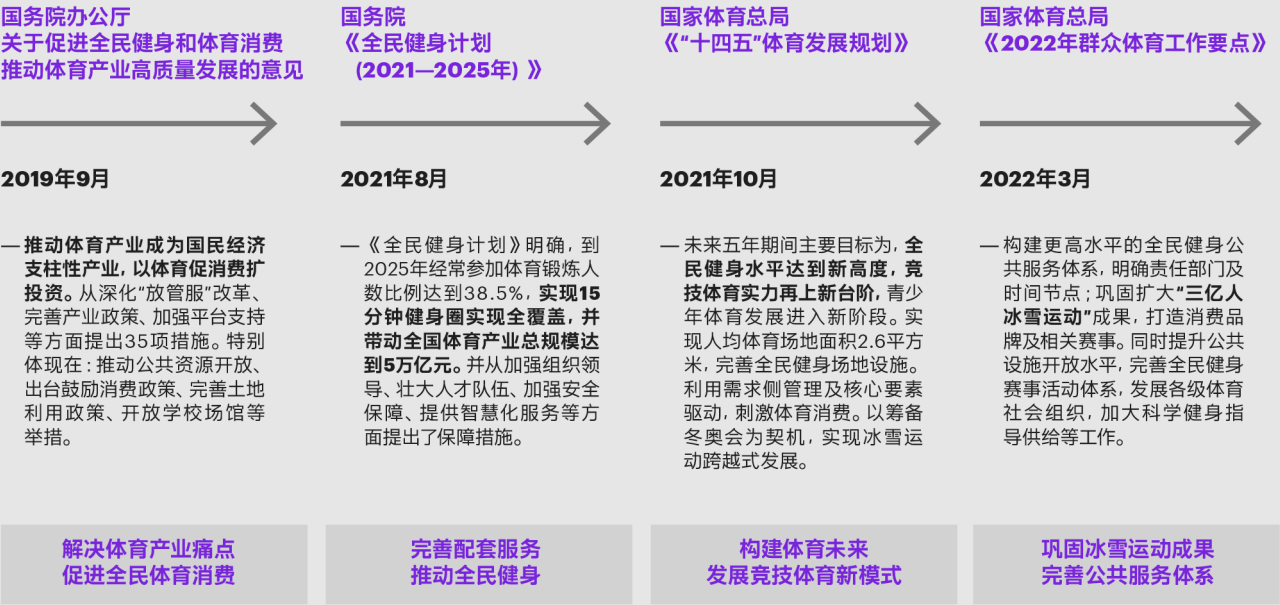 国务院办公厅
关于促进全民健身和体育消费
推动体育产业高质量发展的意见
2019年9月
— 推动体育产业成为国民经济
支柱性产业，以体育促消费扩
投资。从深化“放管服”改革、
完善产业政策、加强平台支持
等方面提出35项措施。特别
体现在：推动公共资源开放、
出台鼓励消费政策、完善土地
利用政策、开放学校场馆等
举措。
解决体育产业痛点
促进全民体育消费
国务院
《全民健身计划
（2021—2025年）》
2021年8月
— 《全民健身计划》明确，到
2025年经常参加体育锻炼人
数比例达到38.5%，实现15
分钟健身圈实现全覆盖，并
带动全国体育产业总规模达
到5万亿元。并从加强组织领
导、壮大人才队伍、加强安全
保障、提供智慧化服务等方
面提出了保障措施。
完善配套服务
推动全民健身
国家体育总局
《“十四五”体育发展规划》
2021年10月
— 未来五年期间主要目标为，全
民健身水平达到新高度，竞
技体育实力再上新台阶，青少
年体育发展进入新阶段。实
现人均体育场地面积2.6平方
米，完善全民健身场地设施。
利用需求侧管理及核心要素
驱动，刺激体育消费。以筹备
冬奥会为契机，实现冰雪运
动跨越式发展。
构建体育未来
发展竞技体育新模式
国家体育总局
《2022年群众体育工作要点》
2022年3月
— 构建更高水平的全民健身公
共服务体系，明确责任部门及
时间节点；巩固扩大“三亿人
冰雪运动”成果，打造消费品
牌及相关赛事。同时提升公共
设施开放水平，完善全民健身
赛事活动体系，发展各级体育
社会组织，加大科学健身指
导供给等工作。
巩固冰雪运动成果
完善公共服务体系